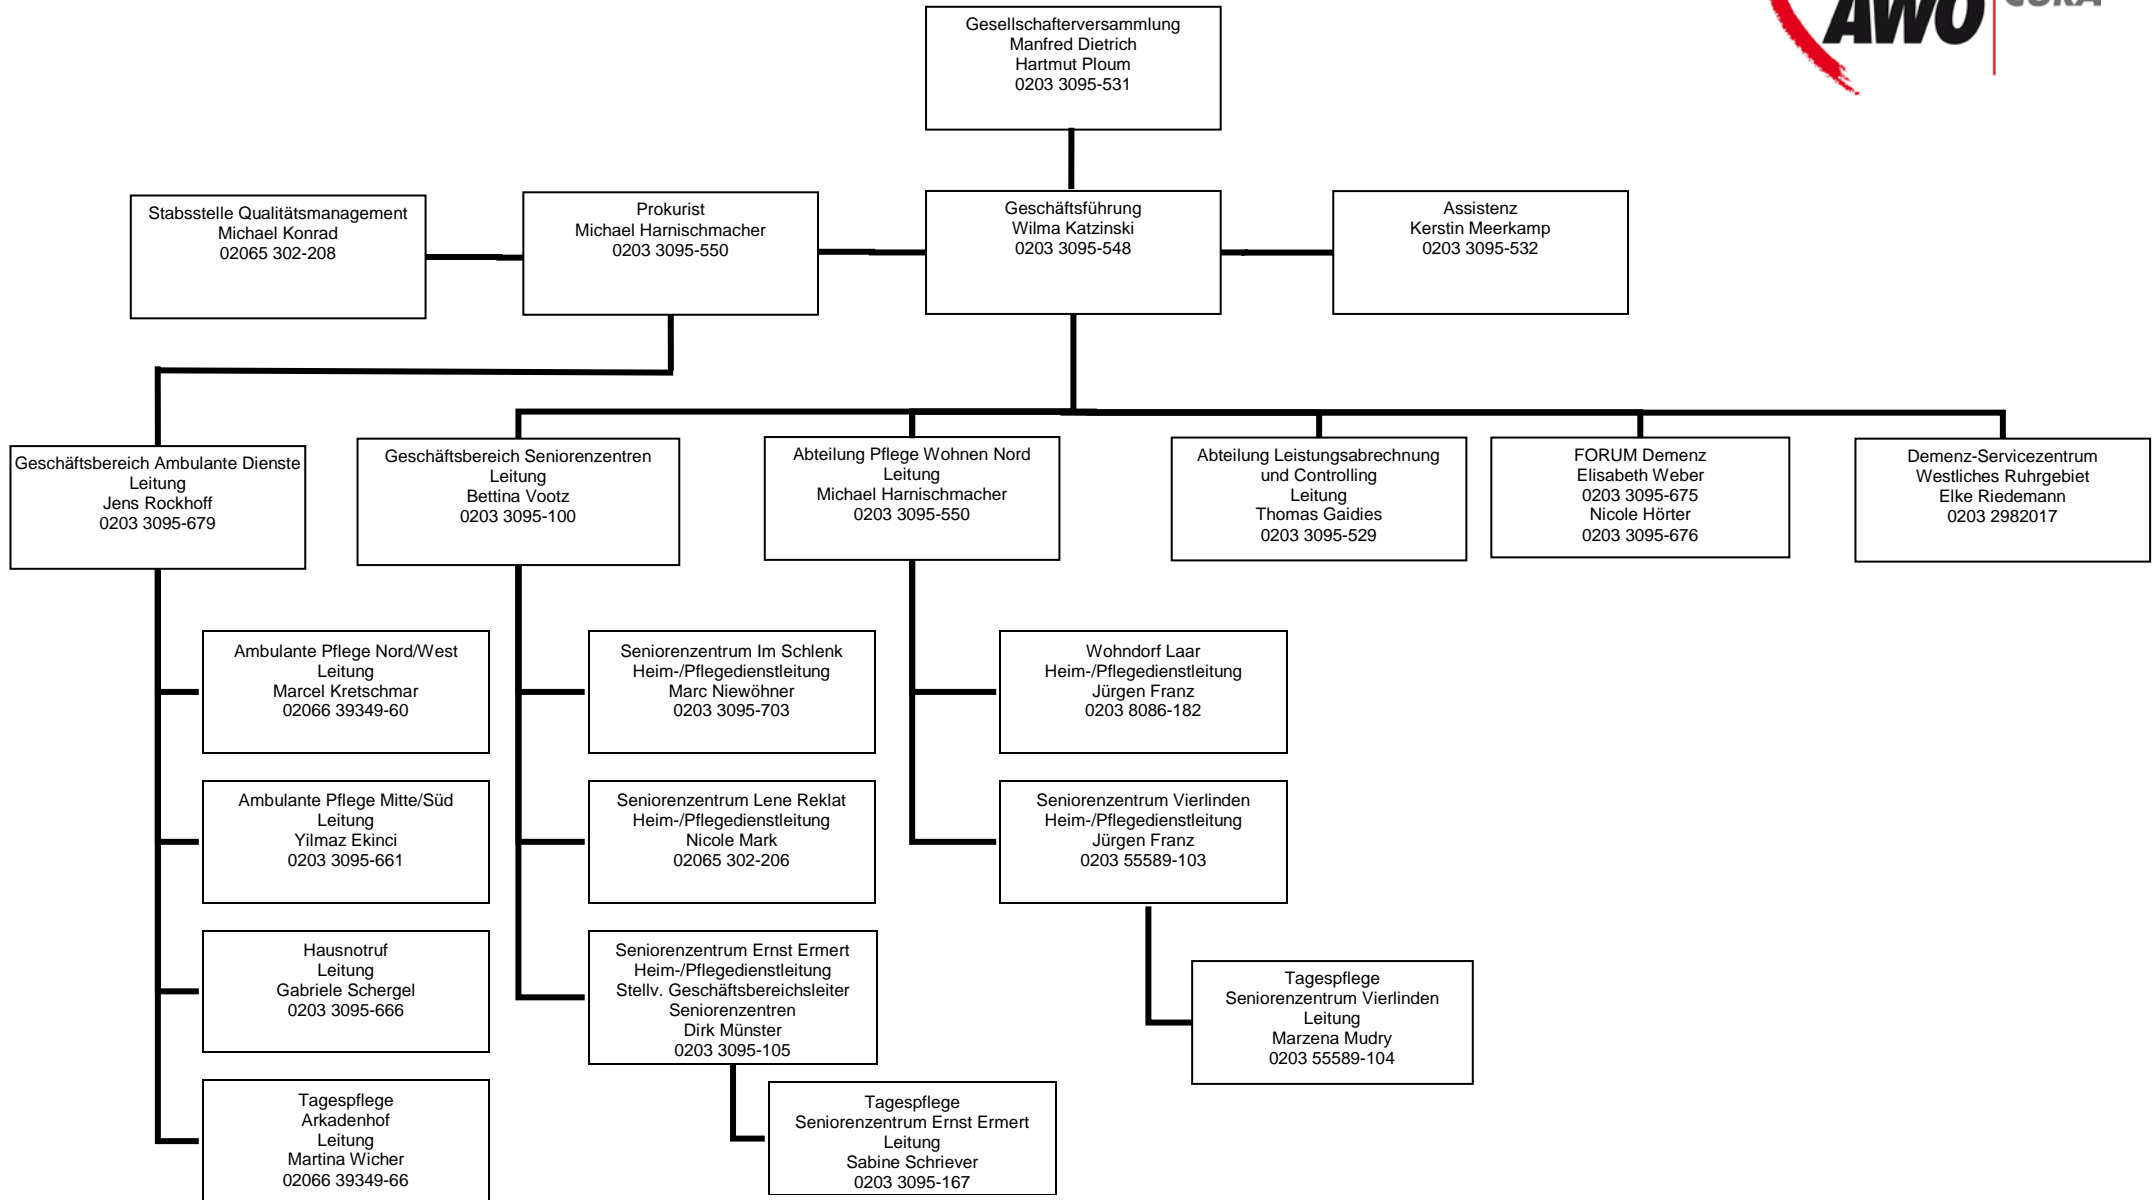 AWO
CURA
Gesellschafterversammlung
Manfred Dietrich
Hartmut Ploum
0203 3095-531
Stabsstelle Qualitätsmanagement
Michael Konrad
02065 302-208
Prokurist
Michael Harnischmacher
0203 3095-550
Geschäftsführung
Wilma Katzinski
0203 3095-548
Assistenz
Kerstin Meerkamp
0203 3095-532
Geschäftsbereich Ambulante Dienste
Leitung
Jens Rockhoff
0203 3095-679
Geschäftsbereich Seniorenzentren
Leitung
Bettina Vootz
0203 3095-100
Abteilung Pflege Wohnen Nord
Leitung
Michael Harnischmacher
0203 3095-550
Abteilung Leistungsabrechnung
und Controlling
Leitung
Thomas Gaidies
0203 3095-529
FORUM Demenz
Elisabeth Weber
0203 3095-675
Nicole Hörter
0203 3095-676
Demenz-Servicezentrum
Westliches Ruhrgebiet
Elke Riedemann
0203 2982017
Ambulante Pflege Nord/West
Leitung
Marcel Kretschmar
02066 39349-60
Seniorenzentrum Im Schlenk
Heim-/Pflegedienstleitung
Marc Niewöhner
0203 3095-703
Wohndorf Laar
Heim-/Pflegedienstleitung
Jürgen Franz
0203 8086-182
Ambulante Pflege Mitte/Süd
Leitung
Yilmaz Ekinci
0203 3095-661
Seniorenzentrum Lene Reklat
Heim-/Pflegedienstleitung
Nicole Mark
02065 302-206
Seniorenzentrum Vierlinden
Heim-/Pflegedienstleitung
Jürgen Franz
0203 55589-103
Hausnotruf
Leitung
Gabriele Schergel
0203 3095-666
Seniorenzentrum Ernst Ermert
Heim-/Pflegedienstleitung
Stellv. Geschäftsbereichsleiter
Seniorenzentren
Dirk Münster
0203 3095-105
Tagespflege
Seniorenzentrum Vierlinden
Leitung
Marzena Mudry
0203 55589-104
Tagespflege
Arkadenhof
Leitung
Martina Wicher
02066 39349-66
Tagespflege
Seniorenzentrum Ernst Ermert
Leitung
Sabine Schriever
0203 3095-167